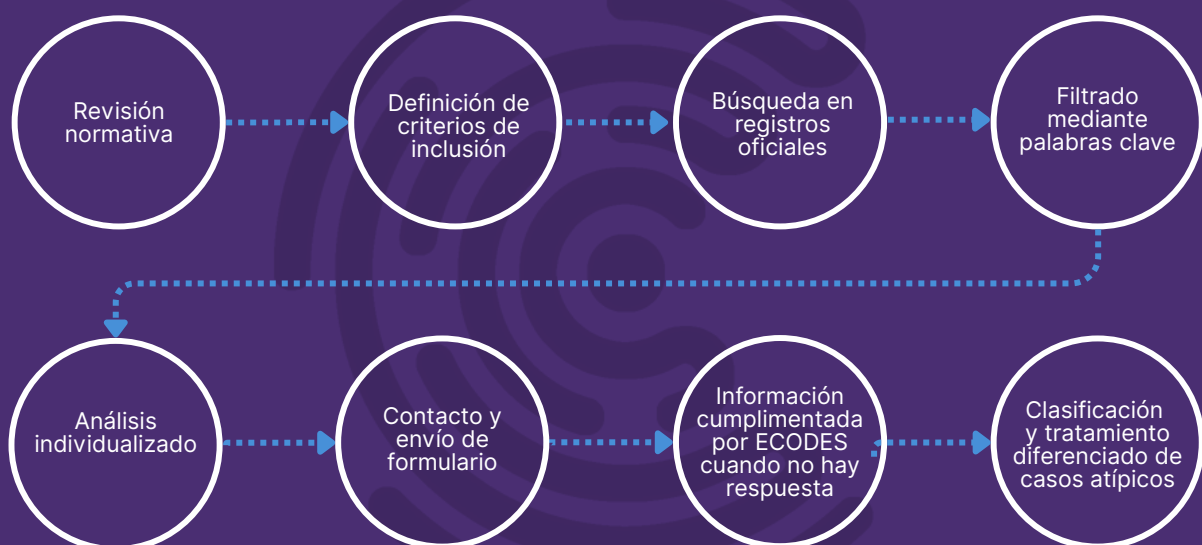 Revisión
normativa
Definición de
criterios de
inclusión
Búsqueda en
registros
oficiales
Filtrado
mediante
palabras clave
Análisis
individualizado
Contacto y
envío de
formulario
Información
cumplimentada
por ECODES
cuando no hay
respuesta
Clasificación
y tratamiento
diferenciado de
casos atípicos